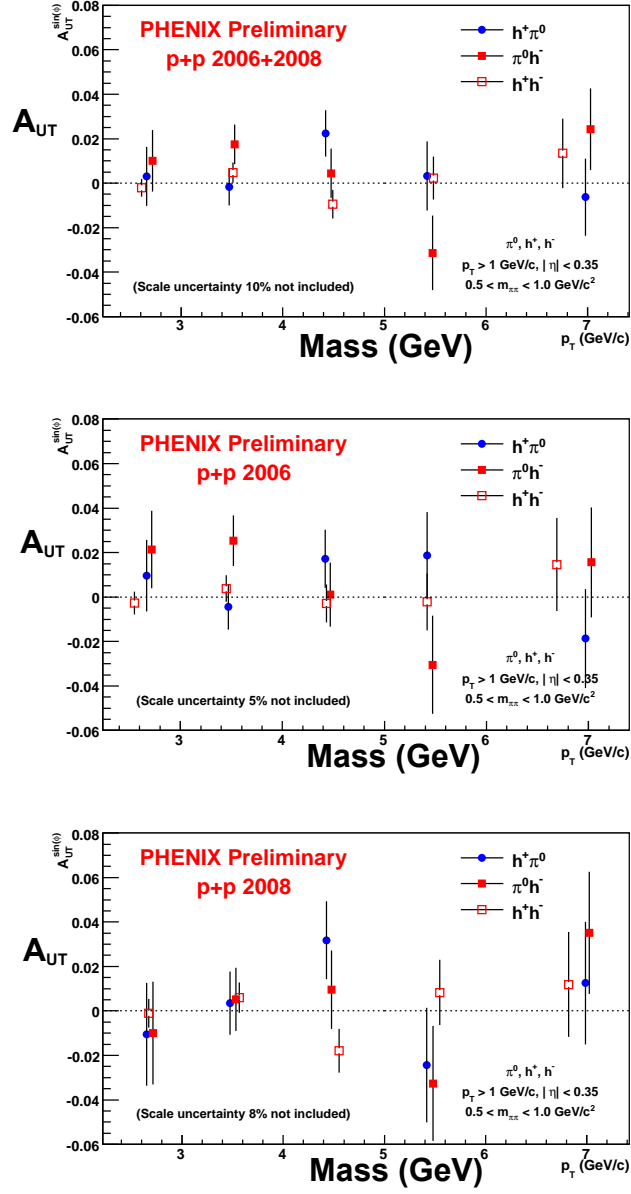 A_UT^sin(ϕ)
0.08
PHENIX Preliminary
p+p 2006+2008
h⁺π⁰
π⁰h⁻
h⁺h⁻
0.06
0.04
A_UT
0.02
0
-0.02
-0.04
-0.06
π⁰, h⁺, h⁻
p_T > 1 GeV/c, | η| < 0.35
0.5 < m_ππ < 1.0 GeV/c²
(Scale uncertainty 10% not included)
3 4 5 6 7
Mass (GeV)
p_T (GeV/c)
A_UT^sin(ϕ)
0.08
PHENIX Preliminary
p+p 2006
h⁺π⁰
π⁰h⁻
h⁺h⁻
0.06
0.04
A_UT
0.02
0
-0.02
-0.04
-0.06
π⁰, h⁺, h⁻
p_T > 1 GeV/c, | η| < 0.35
0.5 < m_ππ < 1.0 GeV/c²
(Scale uncertainty 5% not included)
3 4 5 6 7
Mass (GeV)
p_T (GeV/c)
A_UT^sin(ϕ)
0.08
PHENIX Preliminary
p+p 2008
h⁺π⁰
π⁰h⁻
h⁺h⁻
0.06
0.04
A_UT
0.02
0
-0.02
-0.04
-0.06
π⁰, h⁺, h⁻
p_T > 1 GeV/c, | η| < 0.35
0.5 < m_ππ < 1.0 GeV/c²
(Scale uncertainty 8% not included)
3 4 5 6 7
Mass (GeV)
p_T (GeV/c)